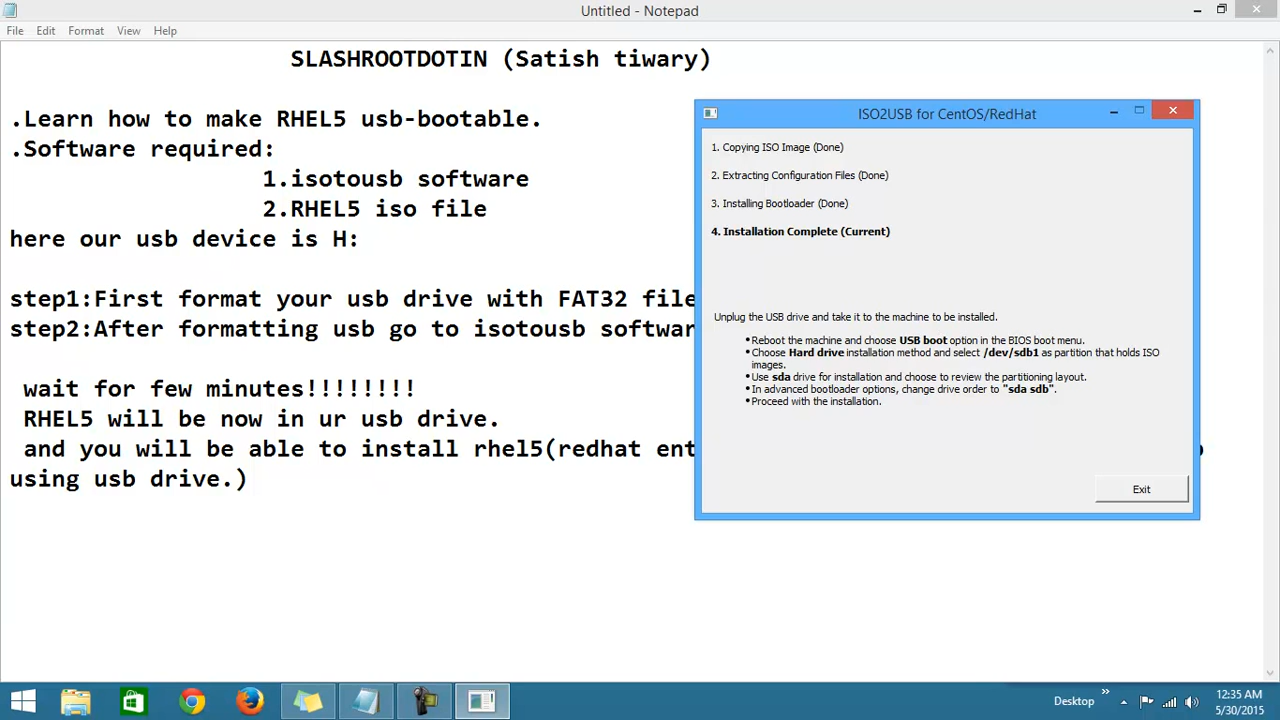 Untitled - Notepad
File Edit Format View Help
SLASHROOTDOTIN (Satish tiwary)
.Learn how to make RHEL5 usb-bootable.
.Software required:
1.isotousb software
2.RHEL5 iso file
here our usb device is H:
step1:First format your usb drive with FAT32 file
step2:After formatting usb go to isotousb softwar
wait for few minutes!!!!!!!!
RHEL5 will be now in ur usb drive.
and you will be able to install rhel5(redhat ent
using usb drive.)
ISO2USB for CentOS/RedHat
1. Copying ISO Image (Done)
2. Extracting Configuration Files (Done)
3. Installing Bootloader (Done)
4. Installation Complete (Current)
Unplug the USB drive and take it to the machine to be installed.
•Reboot the machine and choose USB boot option in the BIOS boot menu.
•Choose Hard drive installation method and select /dev/sdb1 as partition that holds ISO
images.
•Use sda drive for installation and choose to review the partitioning layout.
•In advanced bootloader options, change drive order to "sda sdb".
•Proceed with the installation.
Exit
Desktop
12:35 AM
5/30/2015